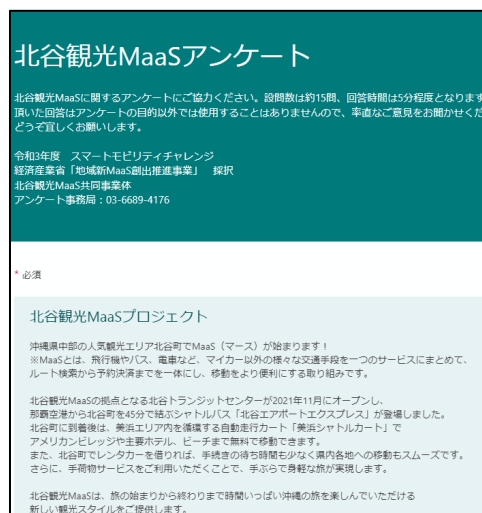 北谷観光MaaSアンケート
北谷観光MaaSに関するアンケートにご協力ください。設問数は約15問、回答時間は5分程度となります
頂いた回答はアンケートの目的以外では使用することはありませんので、率直なご意見をお聞かせくだ
どうぞ宜しくお願いします。
令和3年度 スマートモビリティチャレンジ
経済産業省「地域新MaaS創出推進事業」 採択
北谷観光MaaS共同事業体
アンケート事務局：03-6689-4176
* 必須
北谷観光MaaSプロジェクト
沖縄県中部の人気観光エリア北谷町でMaaS（マース）が始まります！
※MaaSとは、飛行機やバス、電車など、マイカー以外の様々な交通手段を一つのサービスにまとめて、
ルート検索から予約決済までを一体にし、移動をより便利にする取り組みです。
北谷観光MaaSの拠点となる北谷トランジットセンターが2021年11月にオープンし、
那覇空港から北谷町を45分で結ぶシャトルバス「北谷エアポートエクスプレス」が登場しました。
北谷町に到着後は、美浜エリア内を循環する自動走行カート「美浜シャトルカート」で
アメリカンビレッジや主要ホテル、ビーチまで無料で移動できます。
また、北谷町でレンタカーを借りれば、手続きの待ち時間も少なく県内各地への移動もスムーズです。
さらに、手荷物サービスをご利用いただくことで、手ぶらで身軽な旅が実現します。
北谷観光MaaSは、旅の始まりから終わりまで時間いっぱい沖縄の旅を楽しんでいただける
新しい観光スタイルをご提供します。